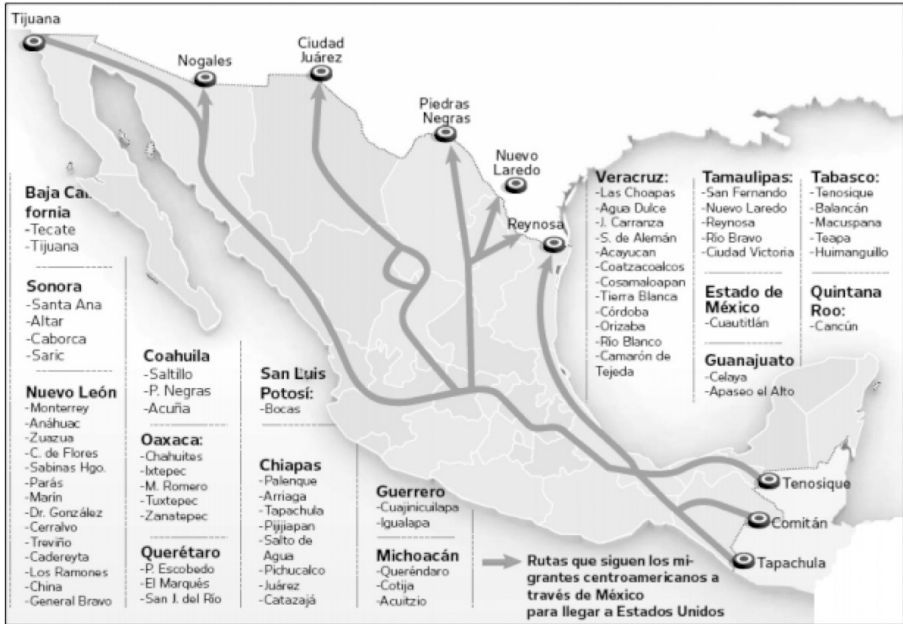 Tijuana
Nogales
Ciudad
Juárez
Piedras
Negras
Nuevo
Laredo
Reynosa
Baja Cal
fornia
-Tecate
-Tijuana
Sonora
-Santa Ana
-Altar
-Caborca
-Saric
Nuevo León
-Monterrey
-Anáhuac
-Zuazua
-C. de Flores
-Sabinas Hgo.
-Parás
-Marín
-Dr. González
-Cerralvo
-Treviño
-Cadereyta
-Los Ramones
-China
-General Bravo
Coahuila
-Saltillo
-P. Negras
-Acuña
Oaxaca:
-Chahuites
-Ixtepec
-M. Romero
-Tuxtepec
-Zanatepec
Querétaro
-P. Escobedo
-El Marqués
-San J. del Río
San Luis
Potosí:
-Bocas
Chiapas
-Palenque
-Arriaga
-Tapachula
-Pijijiapan
-Salto de
Agua
-Pichucalco
-Juárez
-Catazajá
Guerrero
-Cuajinicuilapa
-Igualapa
Michoacán
-Queréndaro
-Cotija
-Acuitzio
Veracruz:
-Las Choapas
-Agua Dulce
-J. Carranza
-S. de Alemán
-Acayucan
-Coatzacoalcos
-Cosamaloapan
-Tierra Blanca
-Córdoba
-Orizaba
-Río Blanco
-Camarón de
Tejeda
Tamaulipas:
-San Fernando
-Nuevo Laredo
-Reynosa
-Río Bravo
-Ciudad Victoria
Estado de
México
-Cuautitlán
Guanajuato
-Celaya
-Apaseo el Alto
Tabasco:
-Tenosique
-Balancán
-Macuspana
-Teapa
-Huimanguillo
Quintana
Roo:
-Cancún
Tenosique
Comitán
Tapachula
Rutas que siguen los mi-
grantes centroamericanos a
través de México
para llegar a Estados Unidos